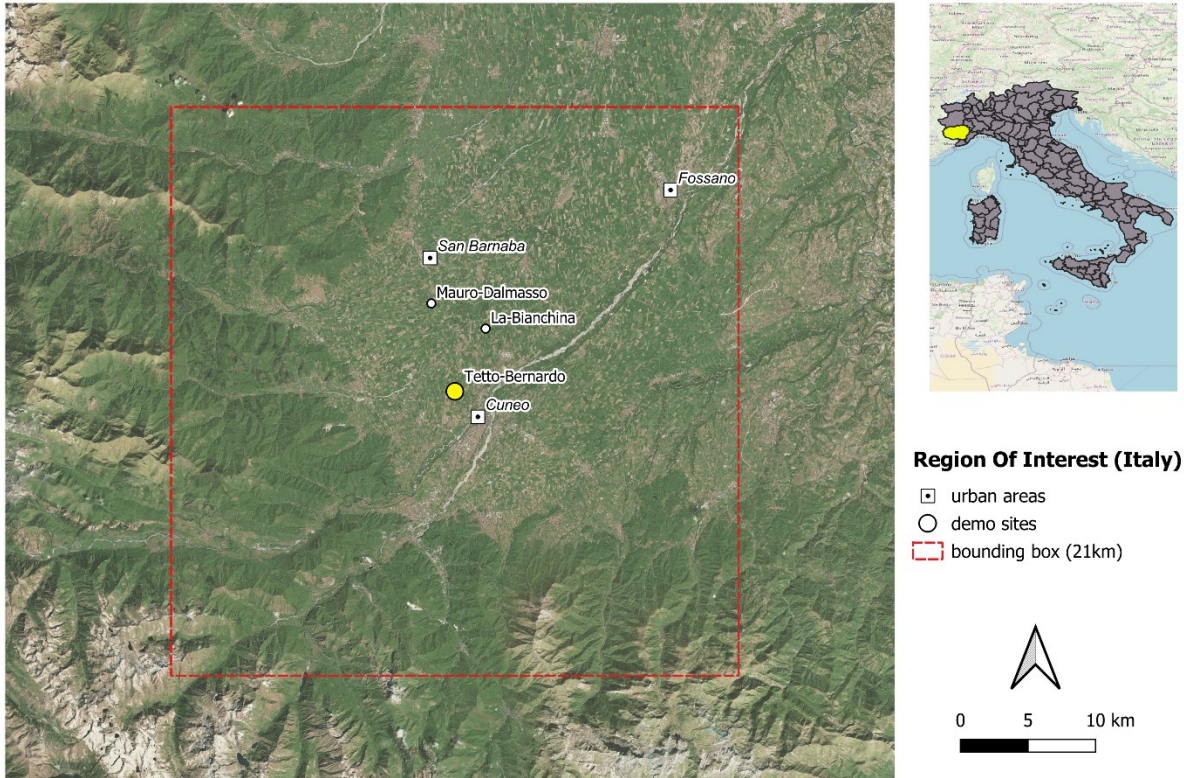 Fossano
San Barnaba
Mauro-Dalmasso
La-Bianchina
Tetto-Bernardo
Cuneo
Region Of Interest (Italy)
urban areas
demo sites
bounding box (21km)
0 5 10 km